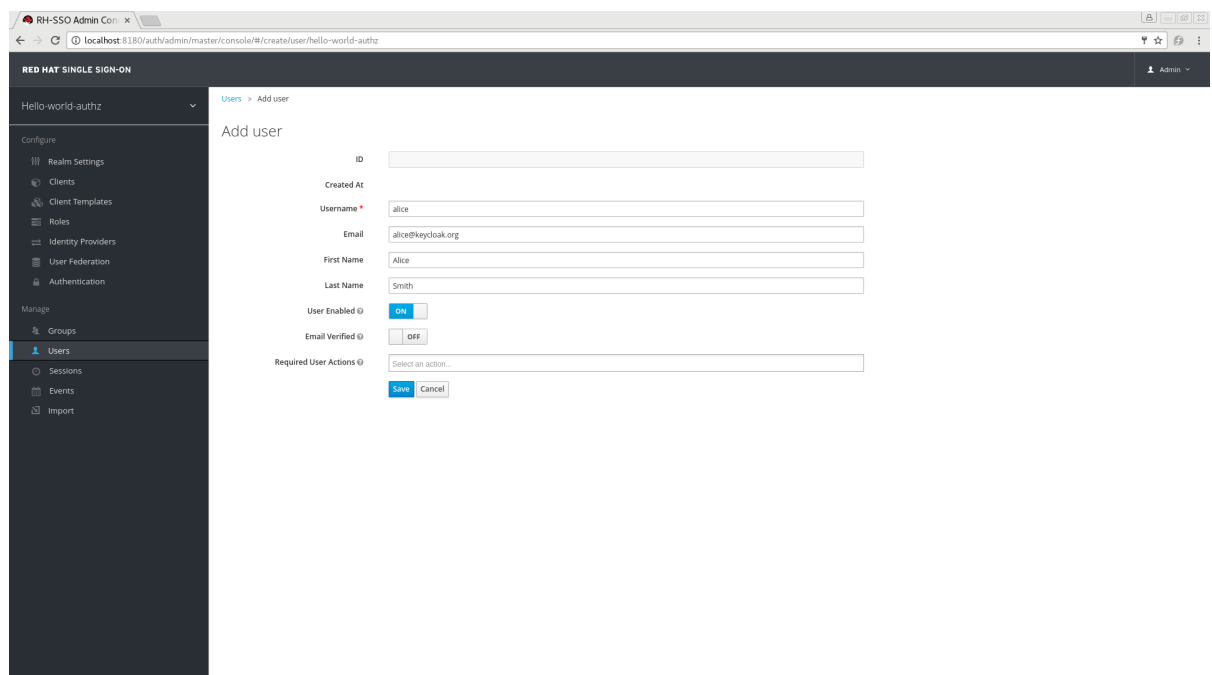 RH-SSO Admin Con
localhost:8180/auth/admin/master/console/#/create/user/hello-world-authz
RED HAT SINGLE SIGN-ON
Admin
Hello-world-authz
Users » Add user
Add user
Configure
Realm Settings
Clients
Client Templates
Roles
Identity Providers
User Federation
Authentication
Manage
Groups
Users
Sessions
Events
Import
ID
Created At
Username * alice
Email alice@keycloak.org
First Name Alice
Last Name Smith
User Enabled ON
Email Verified OFF
Required User Actions Select an action...
Save Cancel